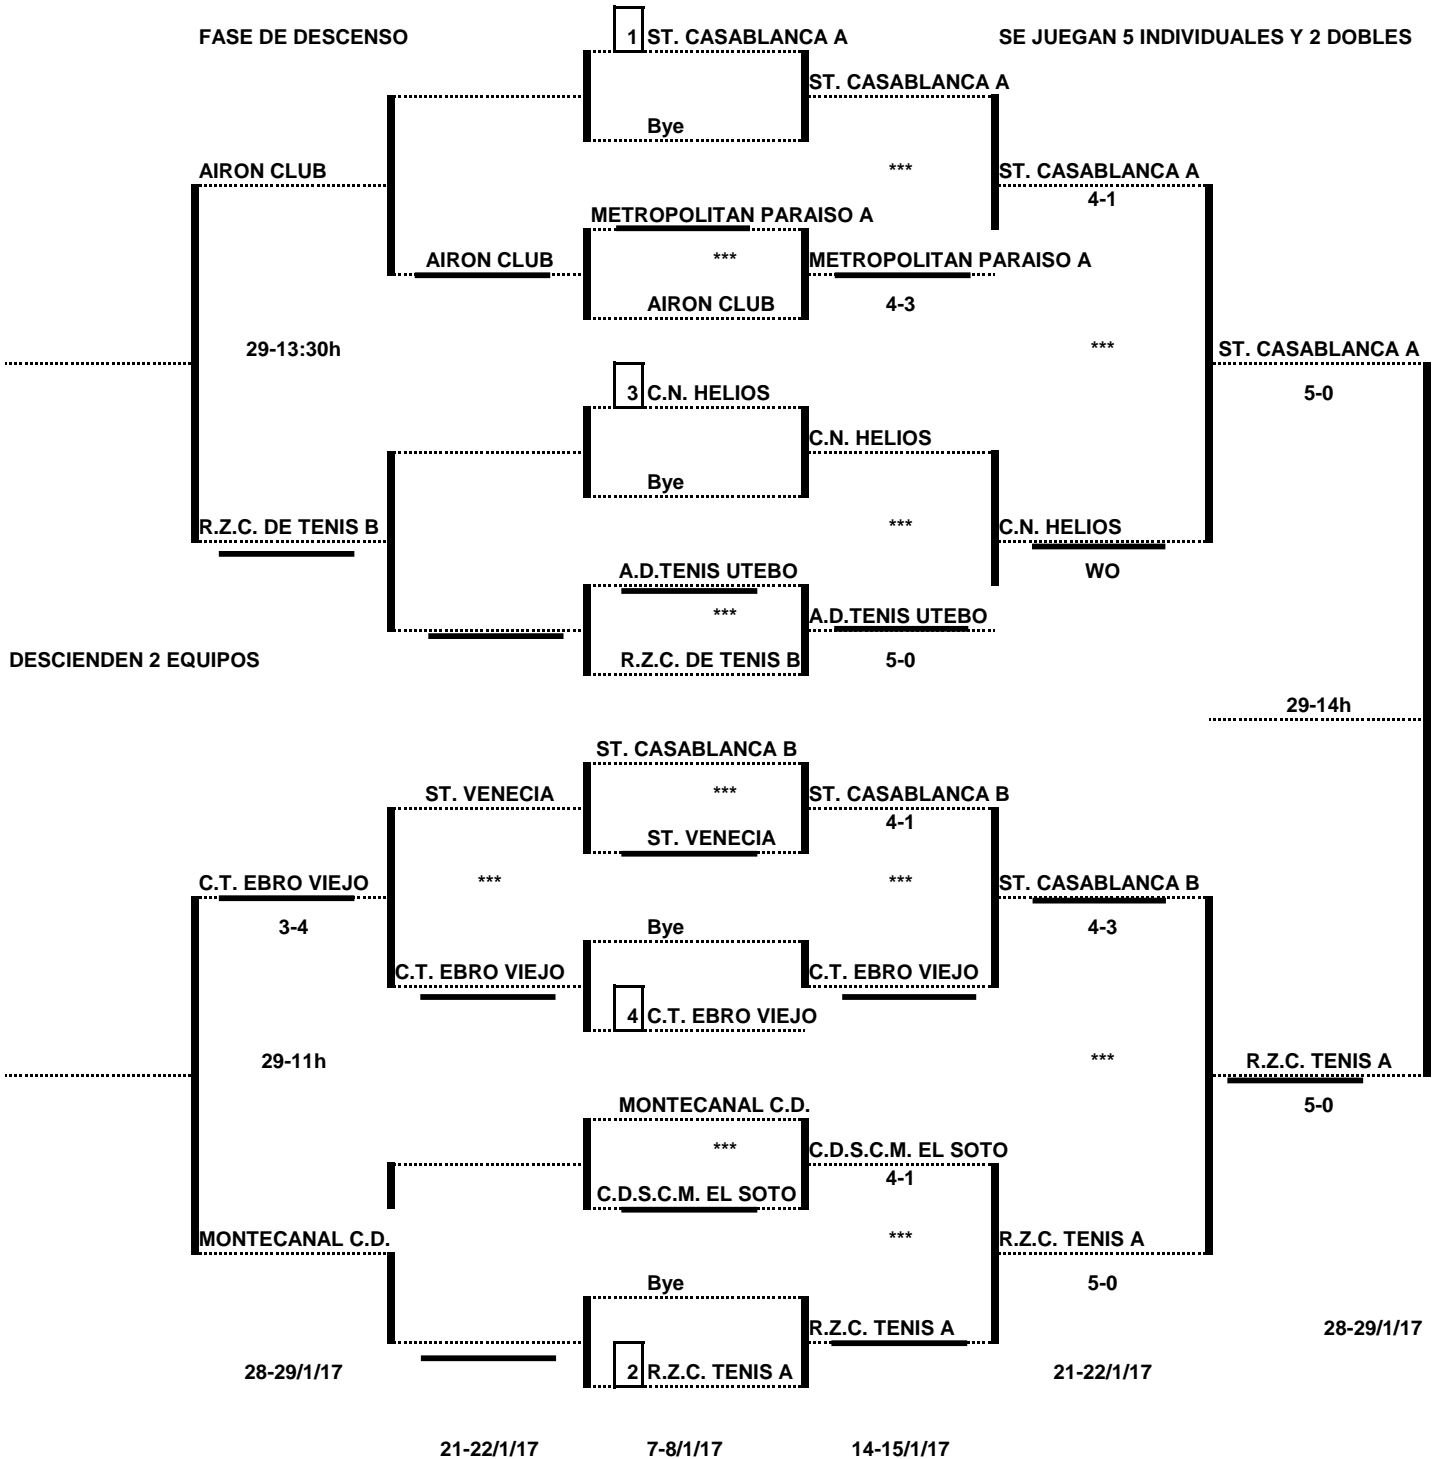 1 ST. CASABLANCA A
FASE DE DESCENSO
SE JUEGAN 5 INDIVIDUALES Y 2 DOBLES
ST. CASABLANCA A
Bye
AIRON CLUB
***
ST. CASABLANCA A
4-1
METROPOLITAN PARAISO A
AIRON CLUB
***
METROPOLITAN PARAISO A
AIRON CLUB
4-3
29-13:30h
***
ST. CASABLANCA A
3 C.N. HELIOS
5-0
C.N. HELIOS
Bye
R.Z.C. DE TENIS B
***
C.N. HELIOS
A.D.TENIS UTEBO
WO
***
A.D.TENIS UTEBO
DESCIENDEN 2 EQUIPOS
R.Z.C. DE TENIS B
5-0
29-14h
ST. CASABLANCA B
ST. VENECIA
***
ST. CASABLANCA B
4-1
ST. VENECIA
C.T. EBRO VIEJO
***
***
ST. CASABLANCA B
3-4
Bye
4-3
C.T. EBRO VIEJO
C.T. EBRO VIEJO
4 C.T. EBRO VIEJO
29-11h
***
R.Z.C. TENIS A
MONTECANAL C.D.
5-0
***
C.D.S.C.M. EL SOTO
4-1
C.D.S.C.M. EL SOTO
MONTECANAL C.D.
***
R.Z.C. TENIS A
Bye
5-0
R.Z.C. TENIS A
28-29/1/17
28-29/1/17
2 R.Z.C. TENIS A
21-22/1/17
21-22/1/17
7-8/1/17
14-15/1/17